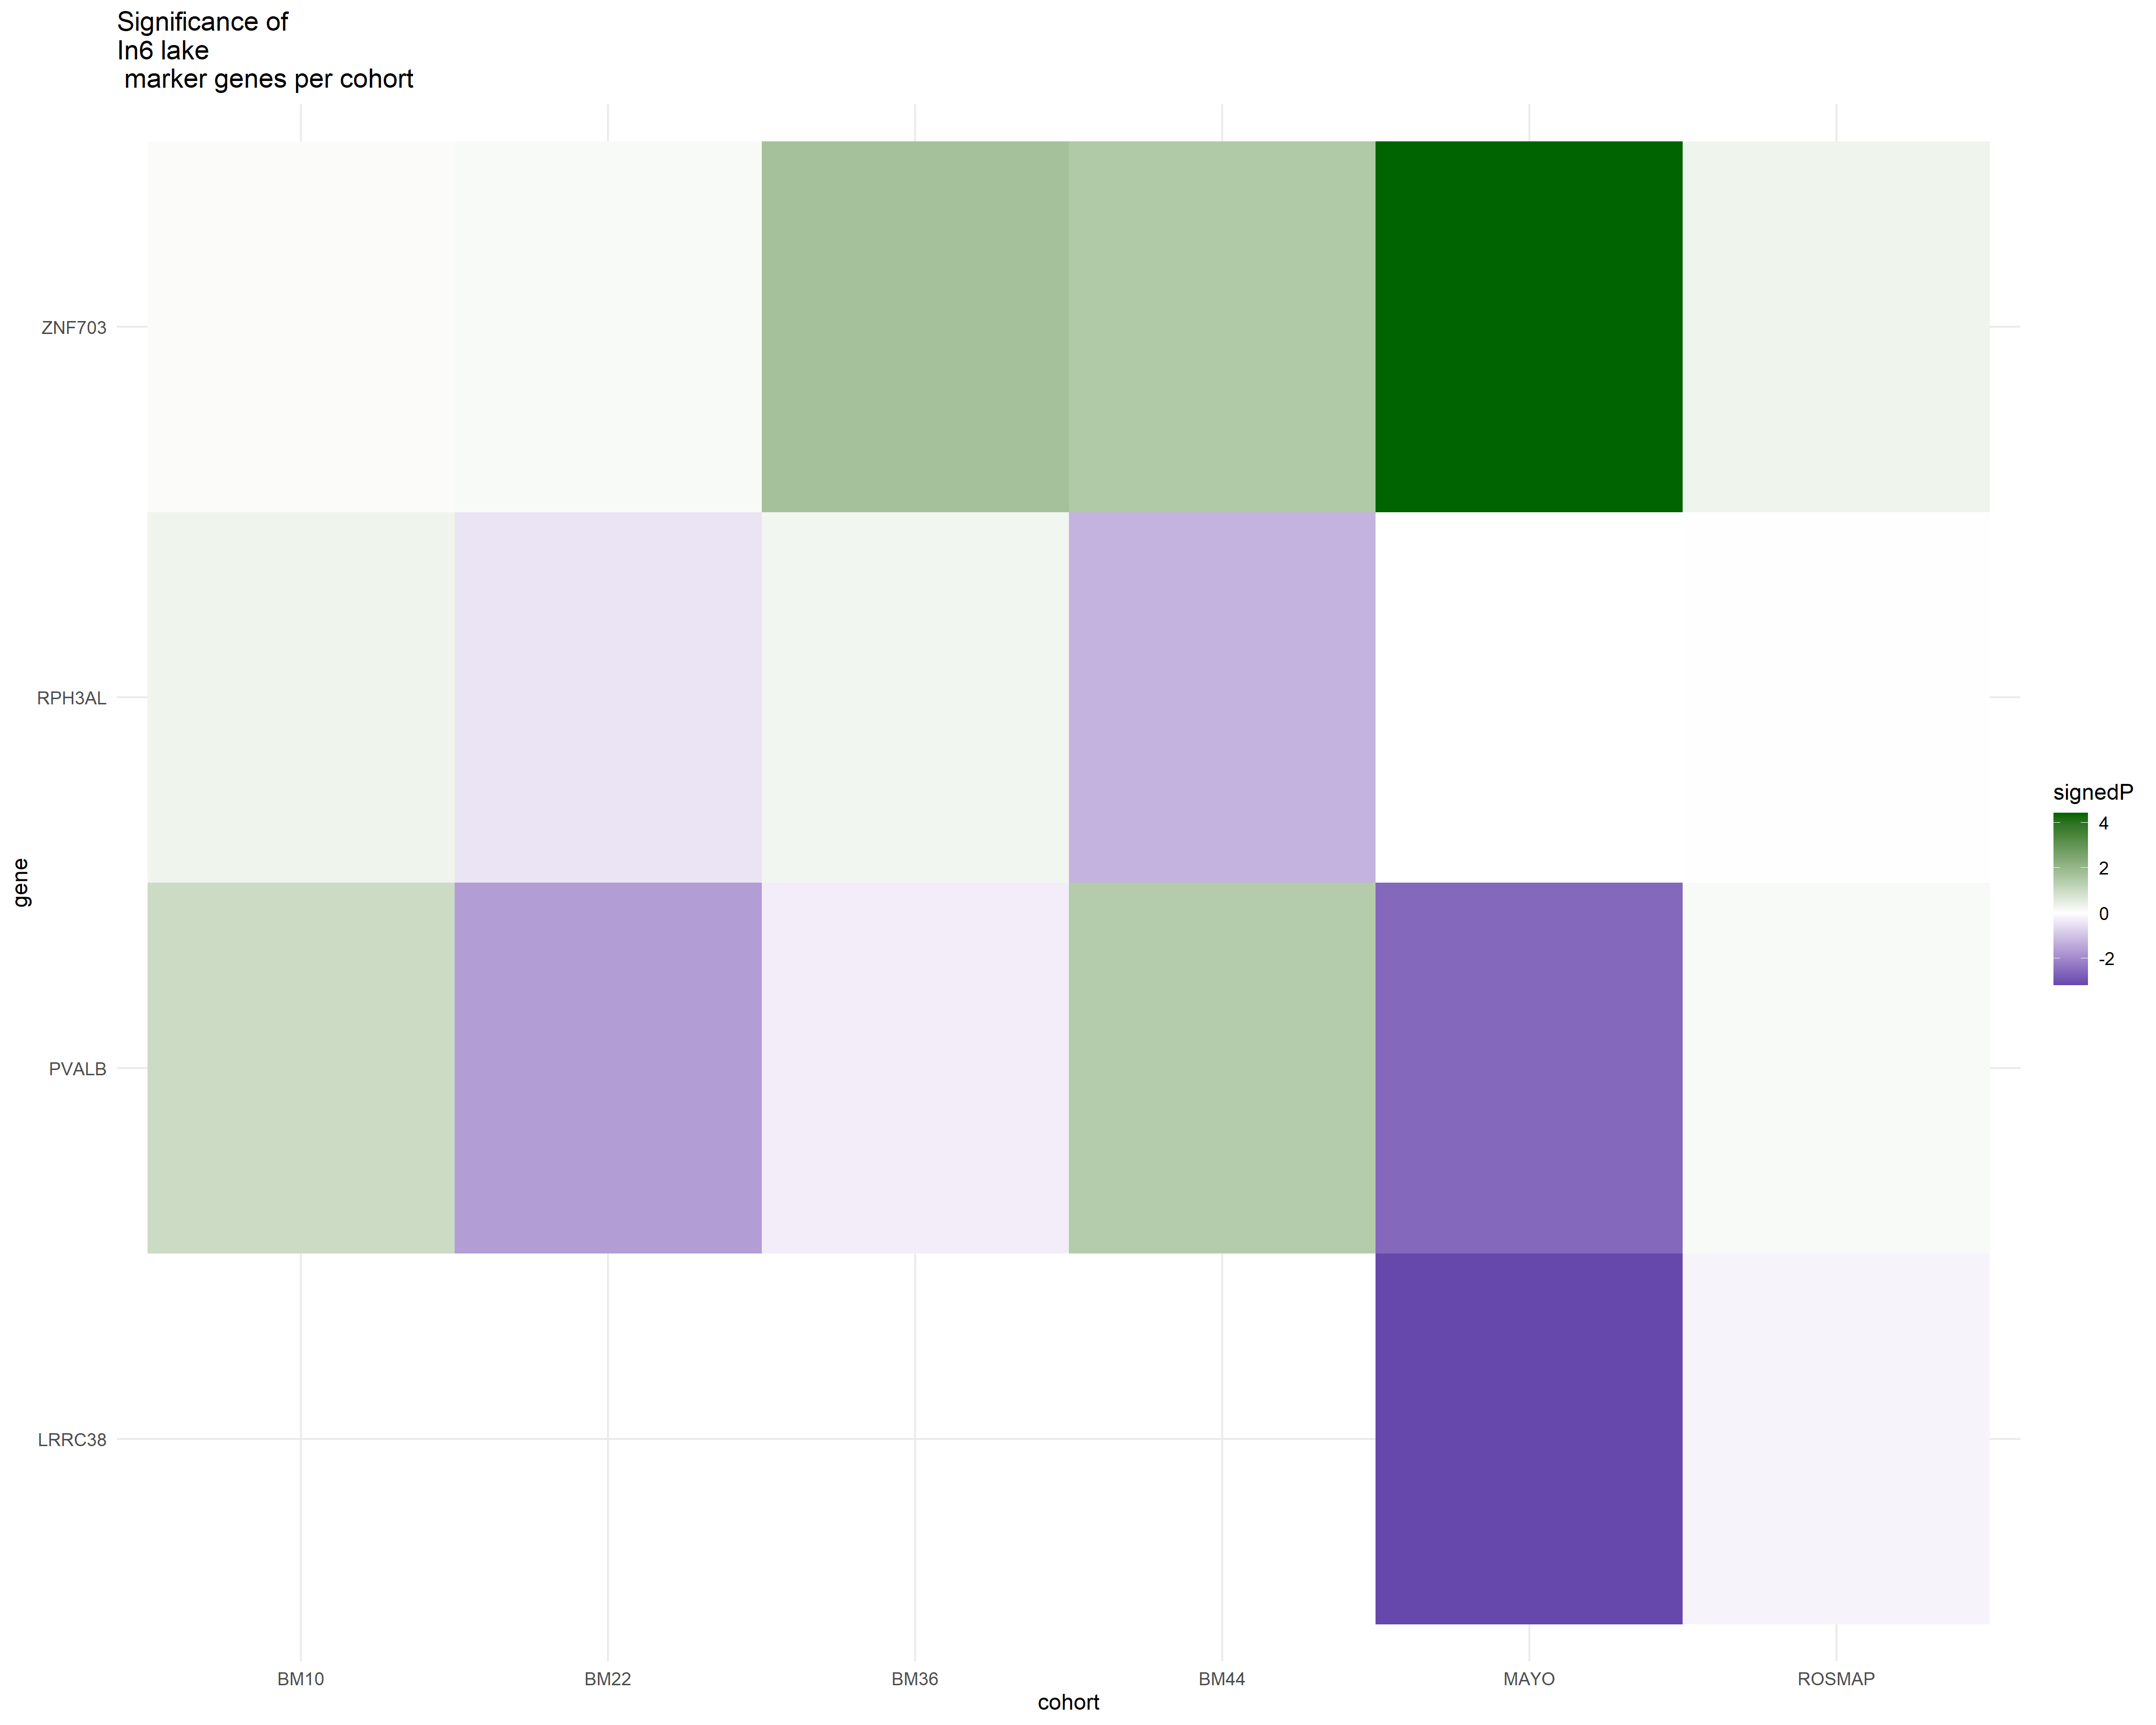 Significance of
In6 lake
marker genes per cohort
ZNF703
RPH3AL
PVALB
LRRC38
gene
BM10
BM22
BM36
BM44
MAYO
ROSMAP
cohort
signedP
4
2
0
-2